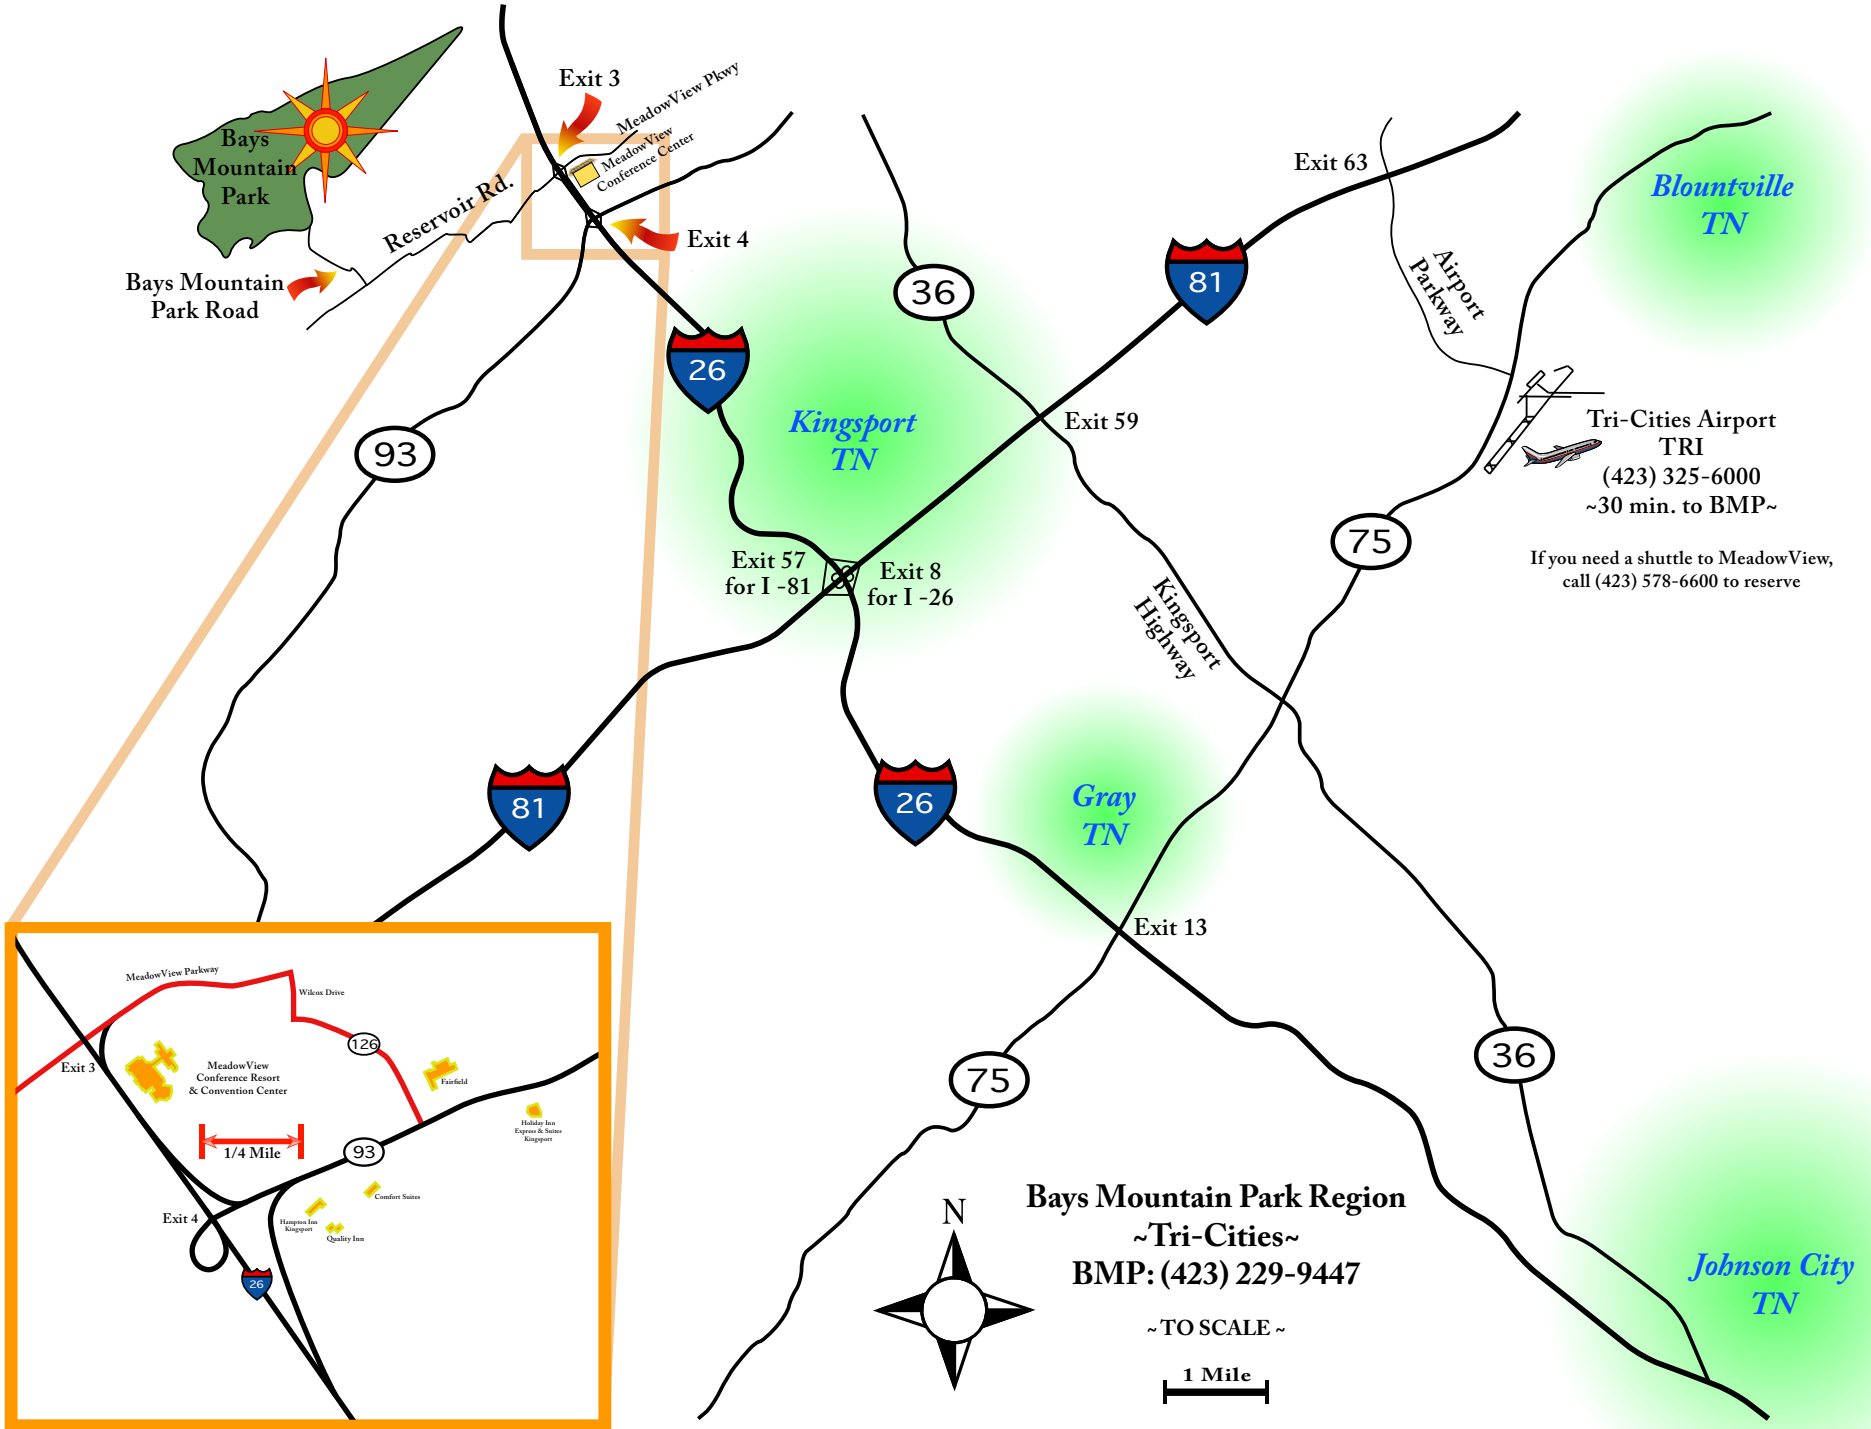 Exit 3
MeadowView Pkwy
MeadowView
Conference Center
Bays
Mountain
Park
Reservoir Rd.
Exit 4
Bays Mountain
Park Road
Exit 63
Blountville
TN
Airport
Parkway
81
36
26
Kingsport
TN
Exit 59
93
Tri-Cities Airport
TRI
(423) 325-6000
~30 min. to BMP~
If you need a shuttle to MeadowView,
call (423) 578-6600 to reserve
75
Exit 57
for I -81
Exit 8
for I -26
Kingsport
Highway
81
26
Gray
TN
Exit 13
MeadowView Parkway
Wilcox Drive
126
Exit 3
MeadowView
Conference Resort
& Convention Center
Fairfield
Holiday Inn
Express & Suites
Kingsport
1/4 Mile
93
Comfort Suites
Exit 4
Hampton Inn
Kingsport
Quality Inn
26
75
36
N
Bays Mountain Park Region
~Tri-Cities~
BMP: (423) 229-9447
~ TO SCALE ~
1 Mile
Johnson City
TN